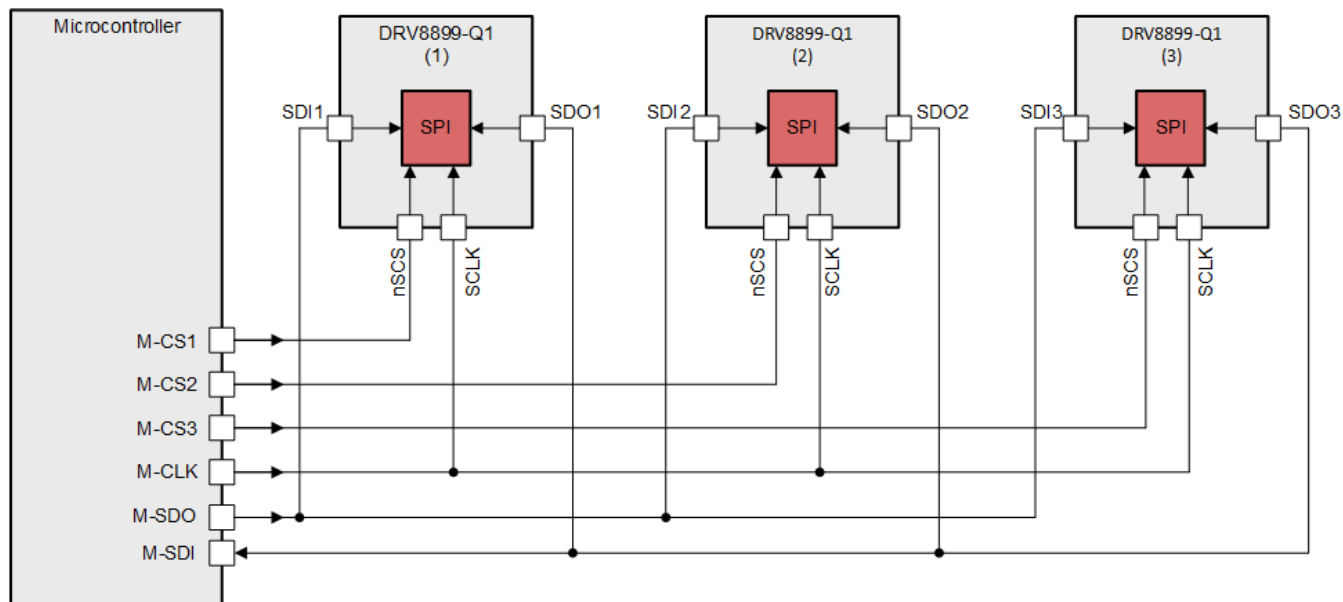 Microcontroller
DRV8899-Q1
(1)
DRV8899-Q1
(2)
DRV8899-Q1
(3)
SDI1
SPI
SDO1
SDI2
SPI
SDO2
SDI3
SPI
SDO3
nSCS
SCLK
nSCS
SCLK
nSCS
SCLK
M-CS1
M-CS2
M-CS3
M-CLK
M-SDO
M-SDI